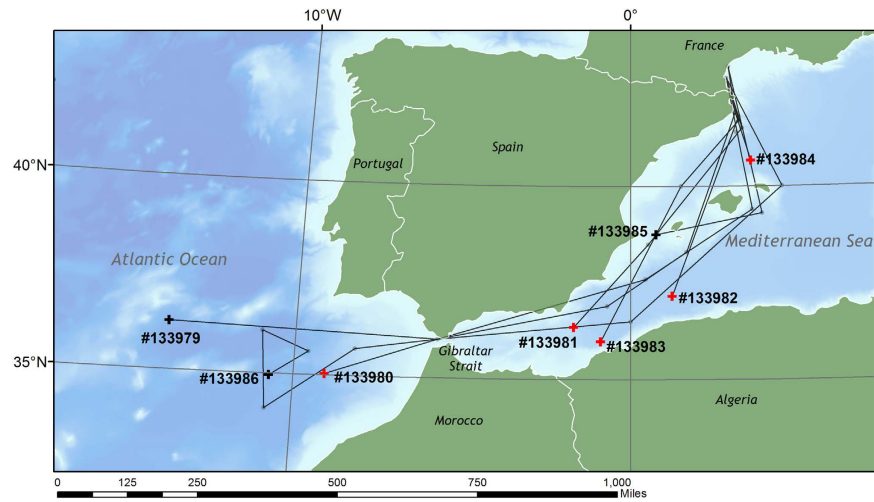 10°W
0°
France
40°N
#133984
Spain
Portugal
#133985
Mediterranean Sea
Atlantic Ocean
#133982
#133979
#133981
#133983
Gibraltar
Strait
35°N
#133986
#133980
Algeria
Morocco
0 125 250 500 750 1,000
Miles